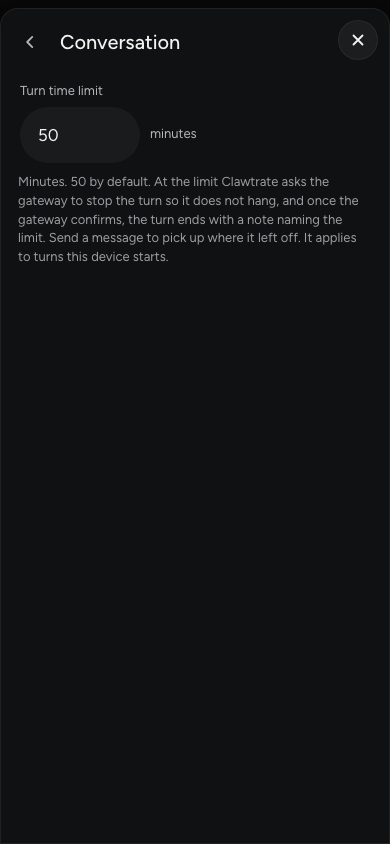 Conversation
Turn time limit
50
minutes
Minutes. 50 by default. At the limit Clawtrate asks the
gateway to stop the turn so it does not hang, and once the
gateway confirms, the turn ends with a note naming the
limit. Send a message to pick up where it left off. It applies
to turns this device starts.